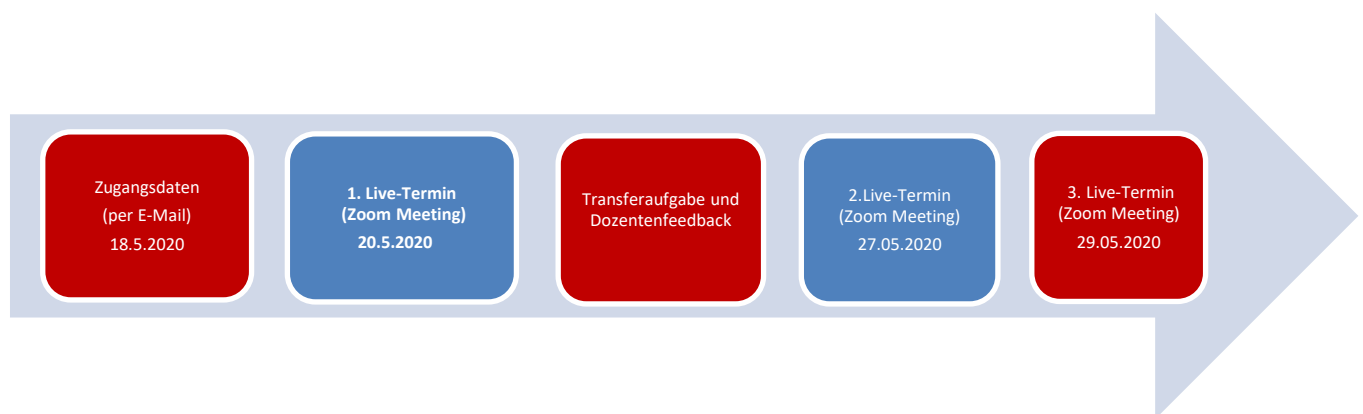 Zugangsdaten
(per E-Mail)
18.5.2020
1. Live-Termin
(Zoom Meeting)
20.5.2020
Transferaufgabe und
Dozentenfeedback
2.Live-Termin
(Zoom Meeting)
27.05.2020
3. Live-Termin
(Zoom Meeting)
29.05.2020